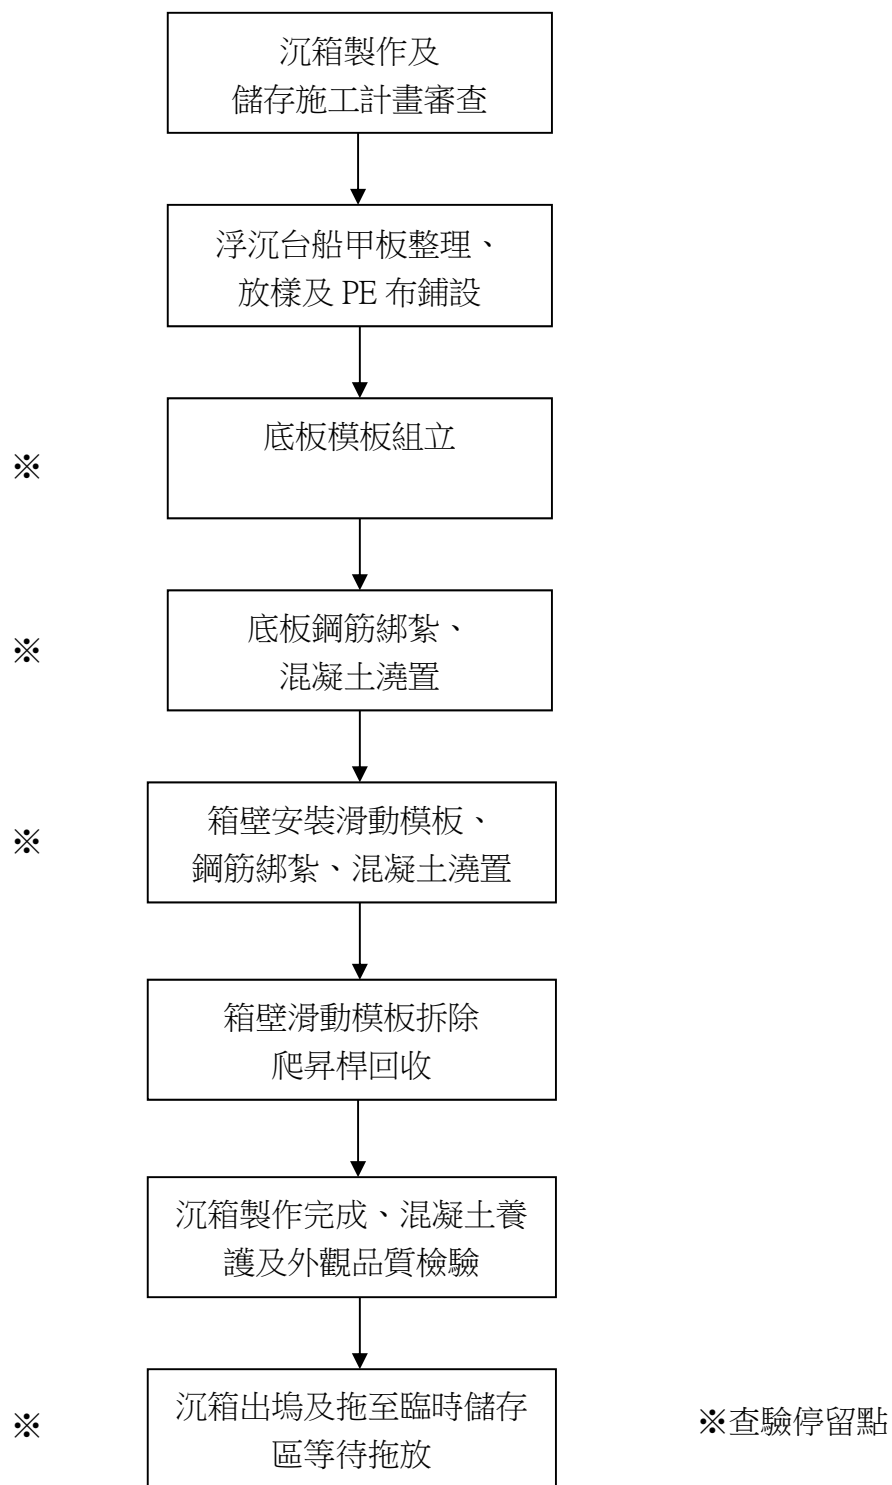 沉箱製作及
儲存施工計畫審查
浮沉台船甲板整理、
放樣及 PE 布鋪設
底板模板組立
※
底板鋼筋綁紮、
混凝土澆置
※
箱壁安裝滑動模板、
鋼筋綁紮、混凝土澆置
※
箱壁滑動模板拆除
爬昇桿回收
沉箱製作完成、混凝土養
護及外觀品質檢驗
沉箱出塢及拖至臨時儲存
區等待拖放
※
※查驗停留點